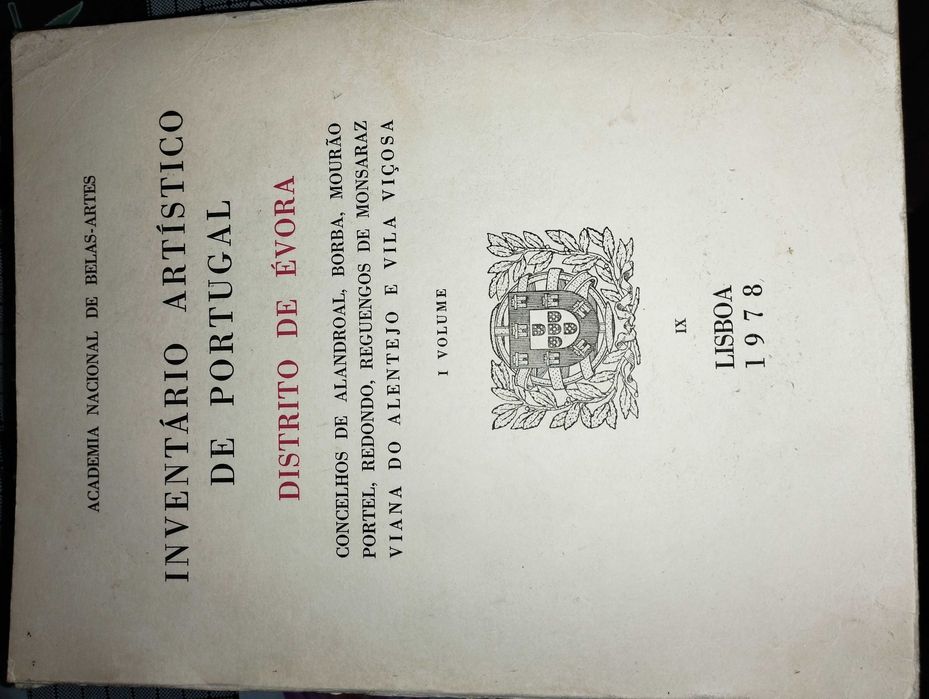 ACADEMIA NACIONAL DE BELAS-ARTES
INVENTÁRIO ARTÍSTICO
DE PORTUGAL
DISTRITO DE ÉVORA
CONCELHOS DE ALANDROAL, BORBA, MOURÃO
PORTEL, REDONDO, REGUENGOS DE MONSARAZ
VIANA DO ALENTEJO E VILA VIÇOSA
I VOLUME
IX
LISBOA
1978